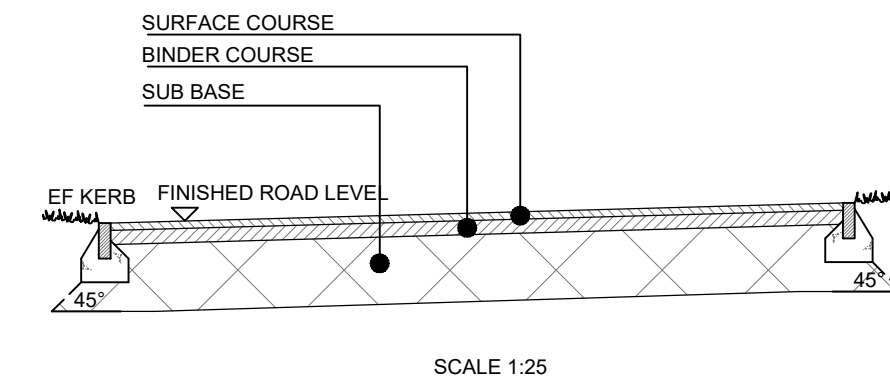 SURFACE COURSE
BINDER COURSE
SUB BASE
EF KERB
FINISHED ROAD LEVEL
45°
45°
SCALE 1:25